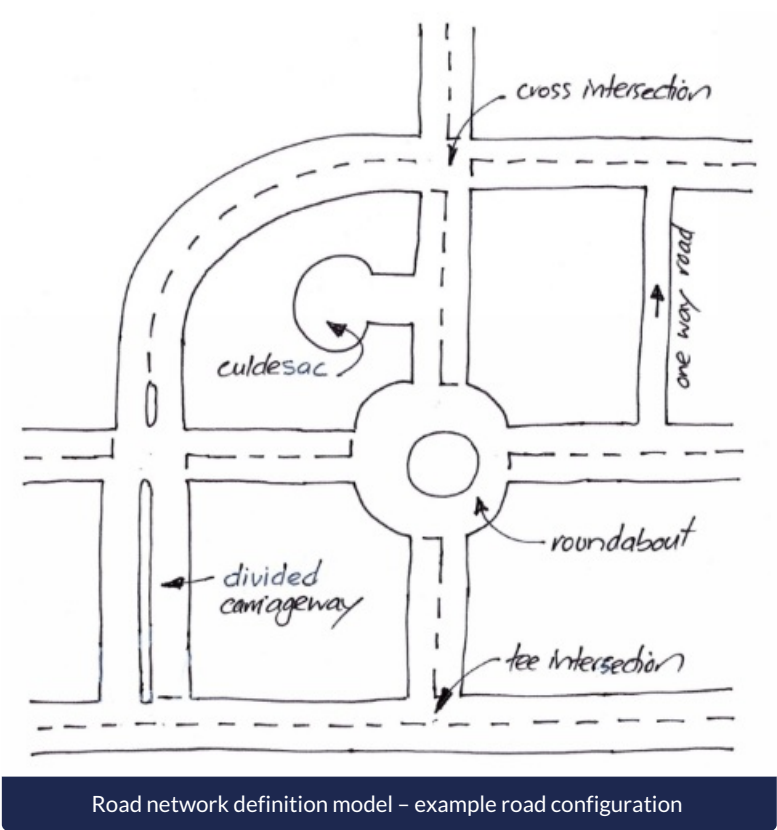 cross intersection
one way road
culdesac
roundabout
divided
carriageway
tee intersection
Road network definition model – example road configuration